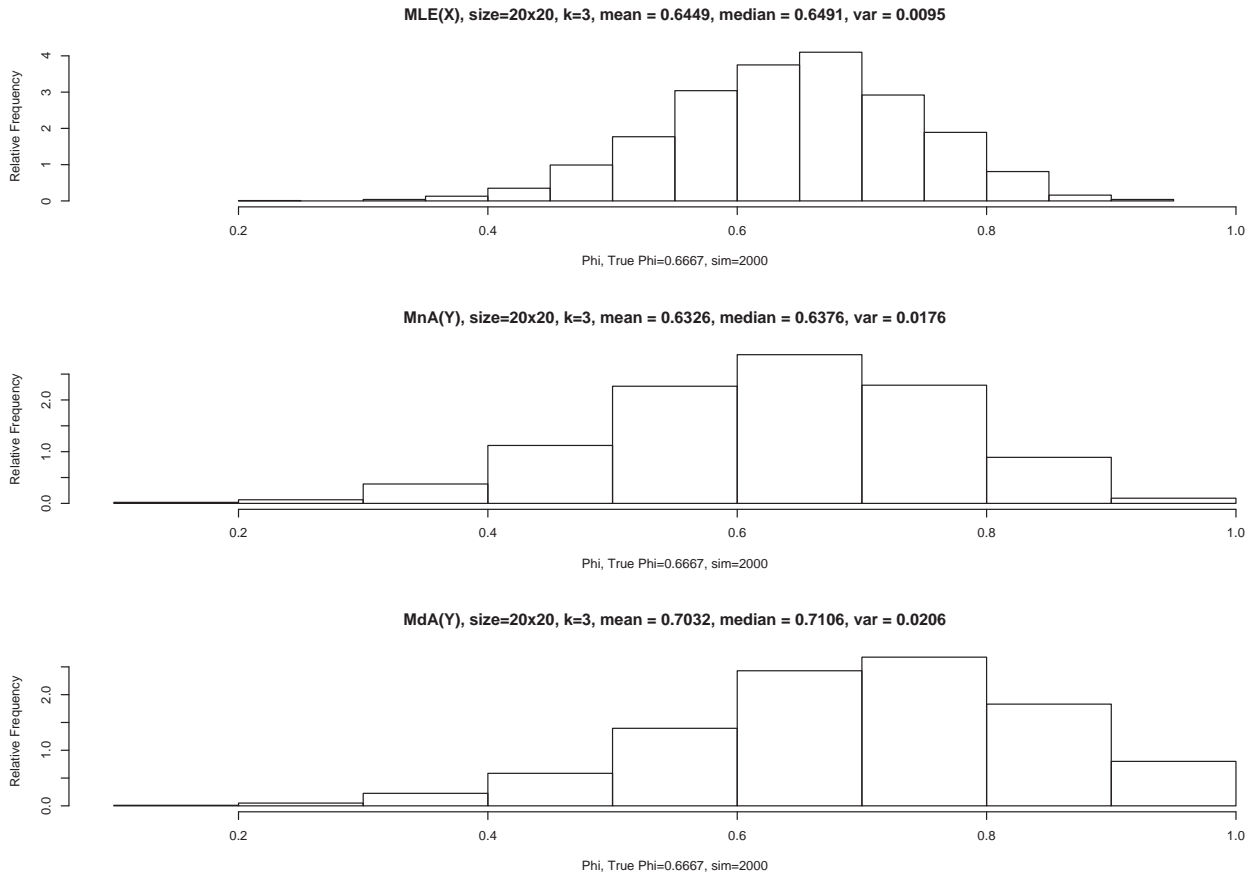 MLE(X), size=20x20, k=3, mean = 0.6449, median = 0.6491, var = 0.0095
Relative Frequency
4
3
2
1
0
0.2 0.4 0.6 0.8 1.0
Phi, True Phi=0.6667, sim=2000
MnA(Y), size=20x20, k=3, mean = 0.6326, median = 0.6376, var = 0.0176
Relative Frequency
2.0
1.0
0.0
0.2 0.4 0.6 0.8 1.0
Phi, True Phi=0.6667, sim=2000
MdA(Y), size=20x20, k=3, mean = 0.7032, median = 0.7106, var = 0.0206
Relative Frequency
2.0
1.0
0.0
0.2 0.4 0.6 0.8 1.0
Phi, True Phi=0.6667, sim=2000